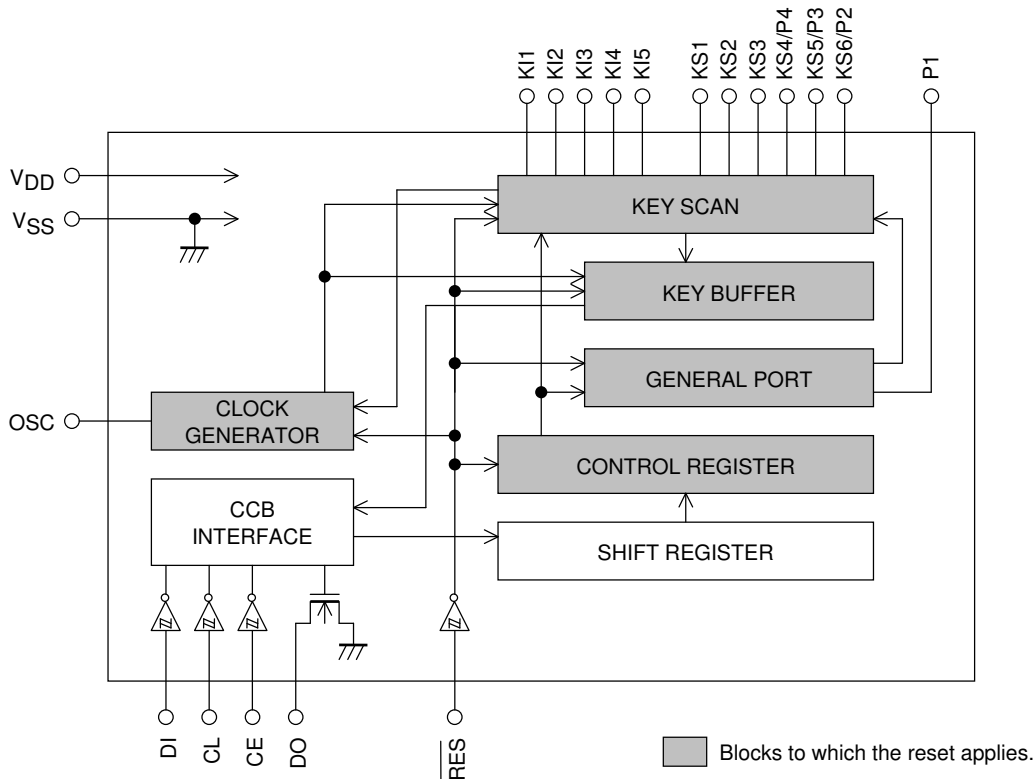 KI1
KI2
KI3
KI4
KI5
KS1
KS2
KS3
KS4/P4
KS5/P3
KS6/P2
P1
VDD
VSS
KEY SCAN
KEY BUFFER
GENERAL PORT
OSC
CLOCK
GENERATOR
CONTROL REGISTER
CCB
INTERFACE
SHIFT REGISTER
DI
CL
CE
DO
RES
Blocks to which the reset applies.